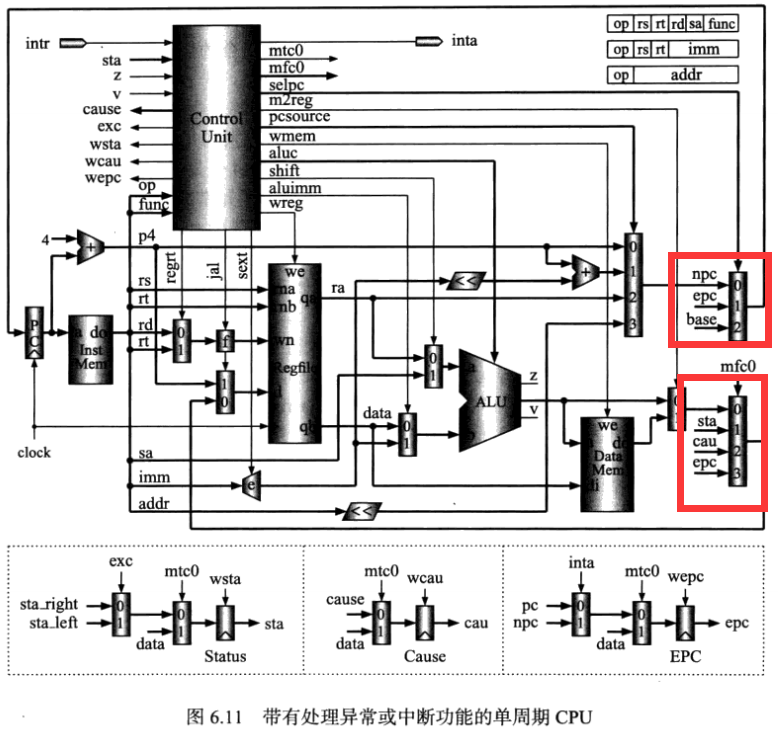 intr
inta
op rs rt rd sa func
op rs rt imm
op addr
sta
z
v
cause
exc
wsta
wcau
wepc
op
func
Control
Unit
mtc0
mfc0
selpc
m2reg
pcsource
wmem
aluc
shift
aluimm
wreg
4
+
p4
regrt
jal
sext
PC
clock
a do
Inst
Mem
rs
rt
rd
rt
0
1
f
1
0
we
rna
rnb
qa
wn
Regfile
d
qb
ra
data
sa
imm
addr
e
<<
<<
+
0
1
0
1
a
b
ALU
z
v
0
1
2
3
we
a do
Data
Mem
di
0
1
npc 0
epc 1
base 2
mfc0
0
sta 1
cau 2
epc 3
exc
sta_right 0
sta_left 1
mtc0
0
data 1
wsta
sta
Status
mtc0
cause 0
data 1
wcau
cau
Cause
inta
pc 0
npc 1
mtc0
0
data 1
wepc
epc
EPC
图 6.11 带有处理异常或中断功能的单周期 CPU